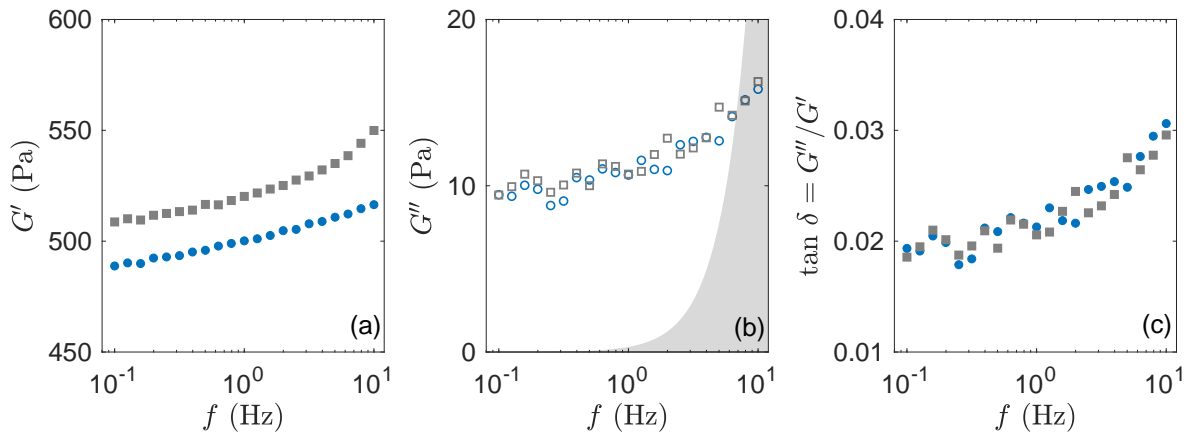 600
550
500
450
G′ (Pa)
10⁻¹ 10⁰ 10¹
f (Hz)
(a)
20
10
0
G″ (Pa)
10⁻¹ 10⁰ 10¹
f (Hz)
(b)
0.04
0.03
0.02
0.01
tan δ = G″/G′
10⁻¹ 10⁰ 10¹
f (Hz)
(c)